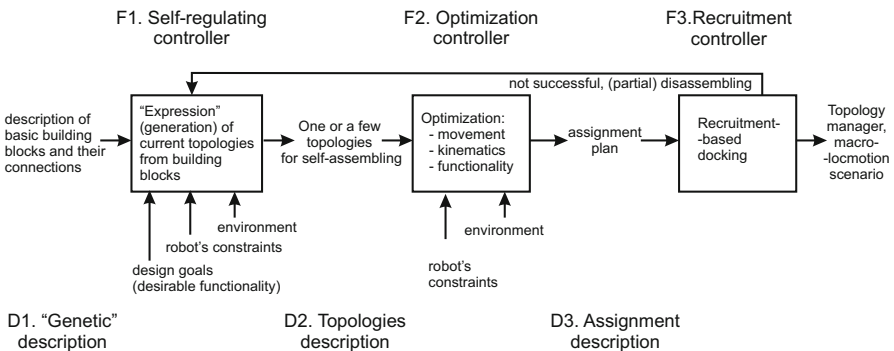 F1. Self-regulating
controller
F2. Optimization
controller
F3.Recruitment
controller
not successful, (partial) disassembling
description of
basic building
blocks and their
connections
“Expression”
(generation) of
current topologies
from building
blocks
One or a few
topologies
for self-assembling
Optimization:
- movement
- kinematics
- functionality
assignment
plan
Recruitment-
-based
docking
Topology
manager,
macro-
-locmotion
scenario
environment
robot's constraints
design goals
(desirable functionality)
environment
robot's
constraints
D1. “Genetic”
description
D2. Topologies
description
D3. Assignment
description